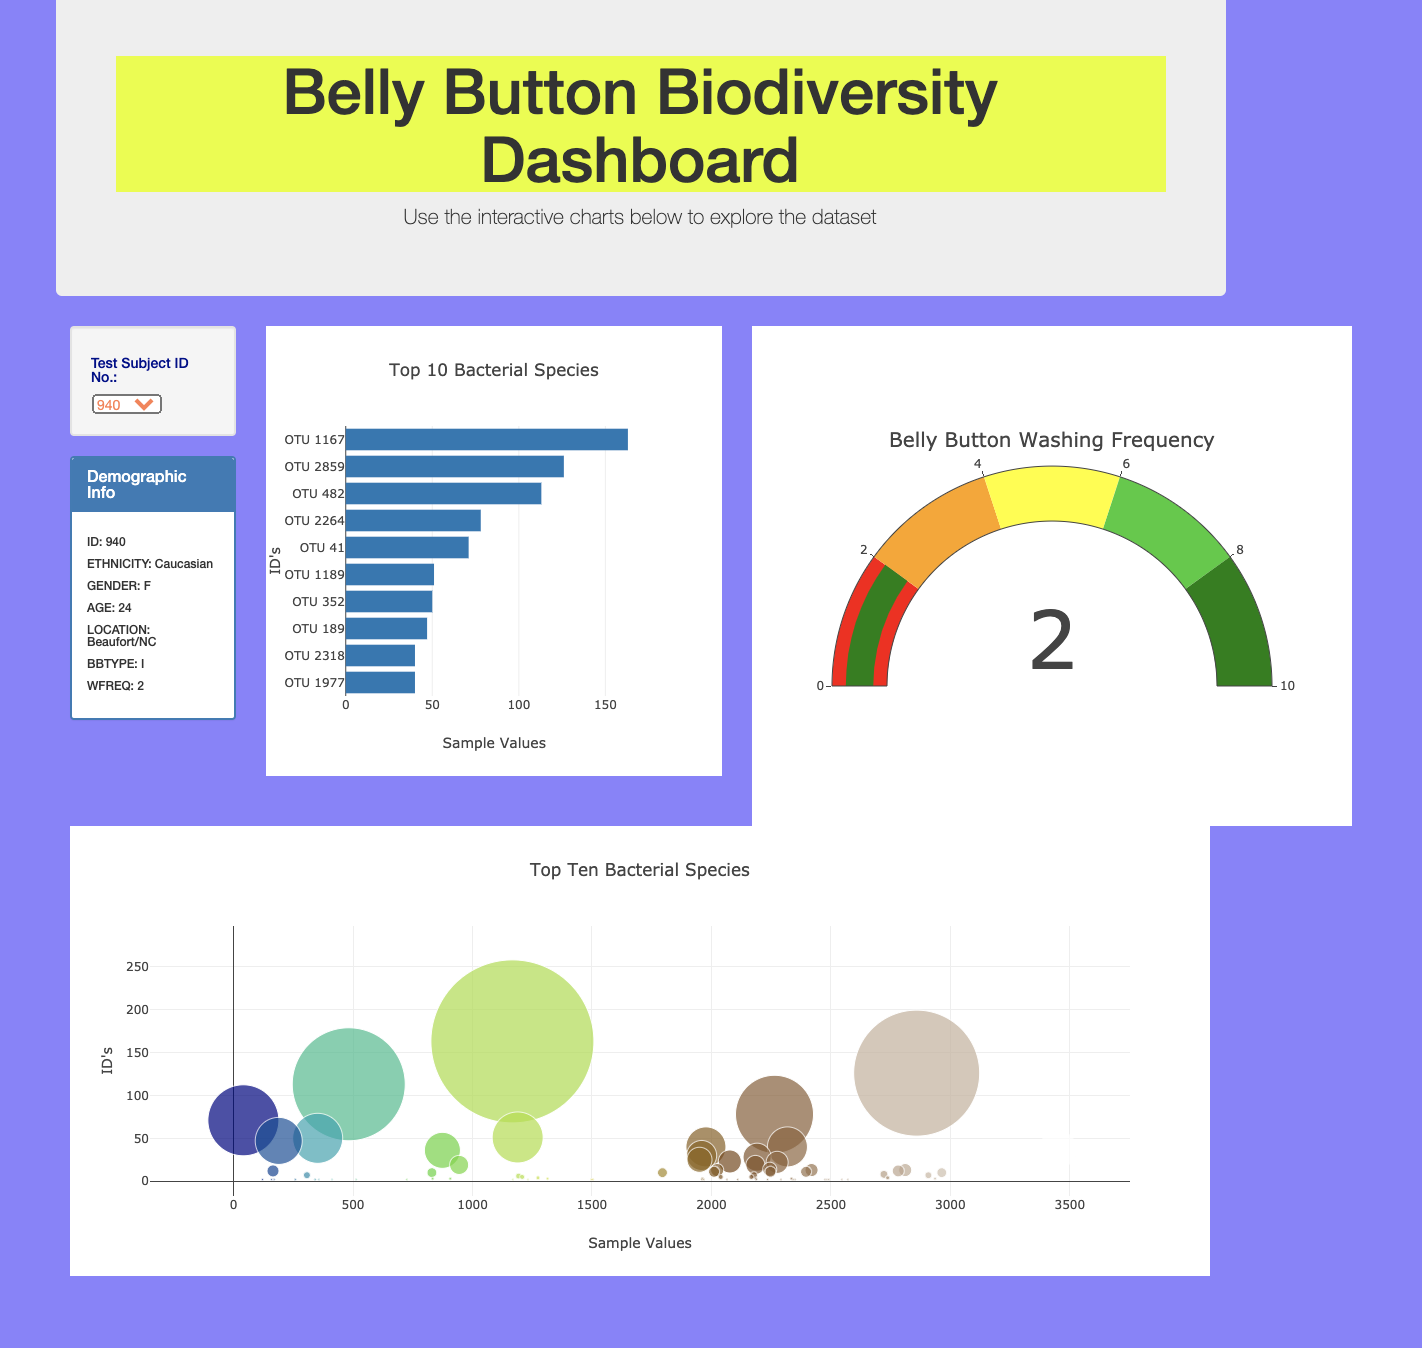 Belly Button Biodiversity
Dashboard
Use the interactive charts below to explore the dataset
Test Subject ID
No.:
940
Demographic
Info
ID: 940
ETHNICITY: Caucasian
GENDER: F
AGE: 24
LOCATION:
Beaufort/NC
BBTYPE: I
WFREQ: 2
Top 10 Bacterial Species
ID's
OTU 1167
OTU 2859
OTU 482
OTU 2264
OTU 41
OTU 1189
OTU 352
OTU 189
OTU 2318
OTU 1977
0 50 100 150
Sample Values
Belly Button Washing Frequency
0
2
4
6
8
10
2
Top Ten Bacterial Species
ID's
250
200
150
100
50
0
0 500 1000 1500 2000 2500 3000 3500
Sample Values